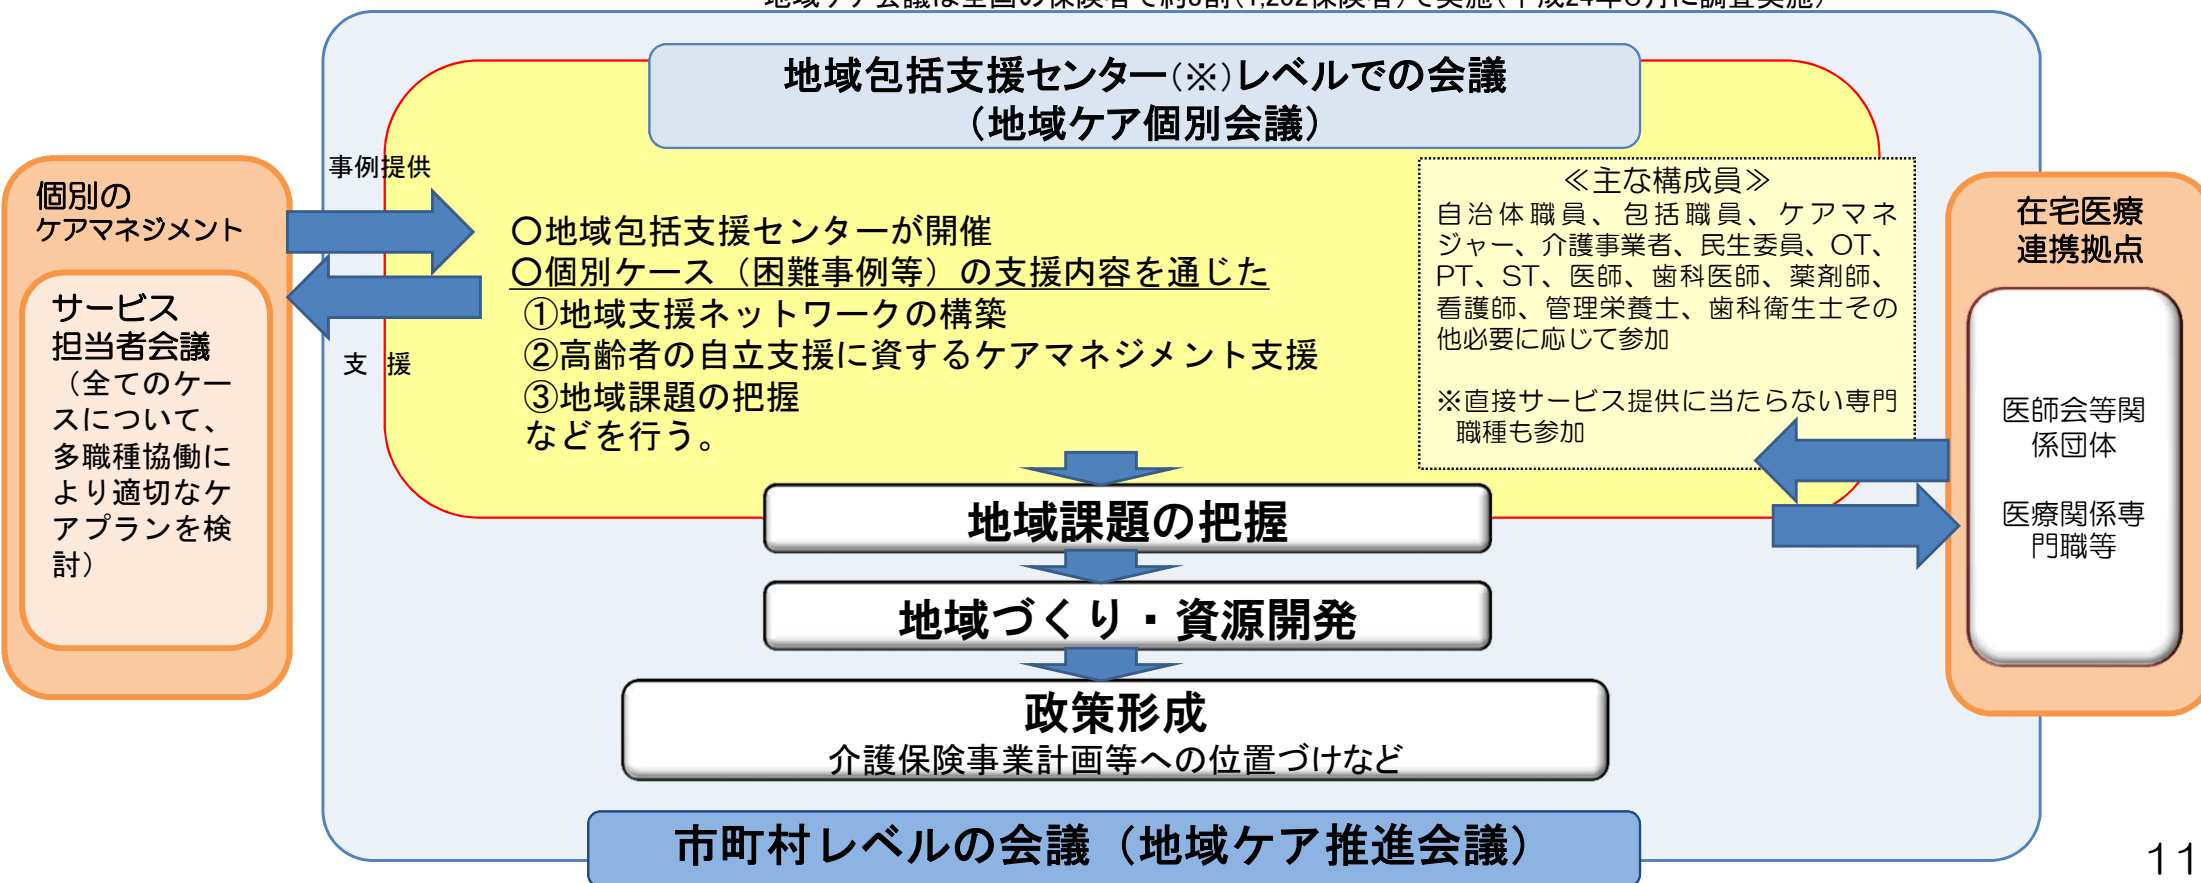 地域包括支援センター(※)レベルでの会議
(地域ケア個別会議)
事例提供
支 援
個別の
ケアマネジメント
サービス
担当者会議
(全てのケー
スについて、
多職種協働に
より適切なケ
アプランを検
討)
〇地域包括支援センターが開催
〇個別ケース(困難事例等)の支援内容を通じた
①地域支援ネットワークの構築
②高齢者の自立支援に資するケアマネジメント支援
③地域課題の把握
などを行う。
≪主な構成員≫
自治体職員、包括職員、ケアマネ
ジャー、介護事業者、民生委員、OT、
PT、ST、医師、歯科医師、薬剤師、
看護師、管理栄養士、歯科衛生士その
他必要に応じて参加
※直接サービス提供に当たらない専門
職種も参加
在宅医療
連携拠点
医師会等関
係団体
医療関係専
門職等
地域課題の把握
地域づくり・資源開発
政策形成
介護保険事業計画等への位置づけなど
市町村レベルの会議(地域ケア推進会議)
11